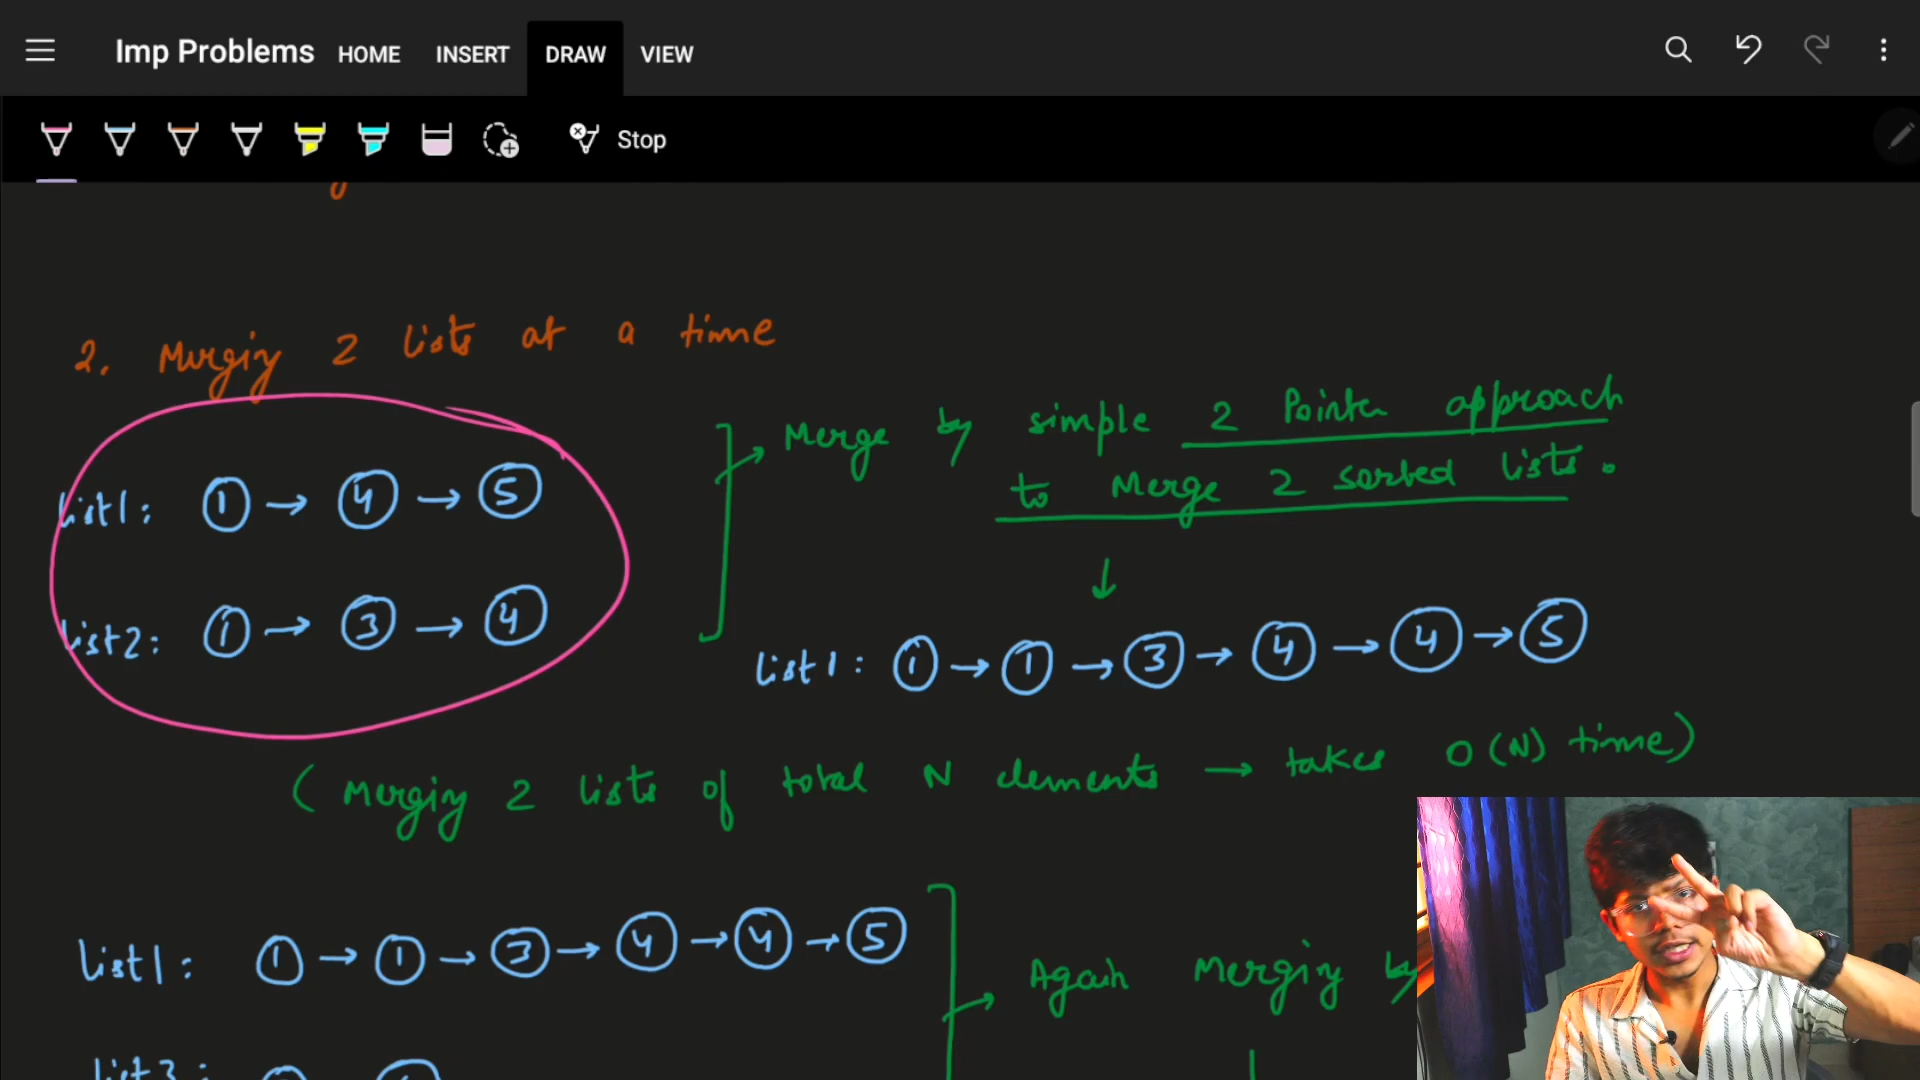 Imp Problems HOME INSERT DRAW VIEW
Stop
2. Merging 2 lists at a time
Merge by simple 2 Pointer approach
to Merge 2 sorted lists.
list1: 1 → 4 → 5
list2: 1 → 3 → 4
↓
list1: 1 → 1 → 3 → 4 → 4 → 5
(Merging 2 lists of total N elements → takes O(N) time)
list1: 1 → 1 → 3 → 4 → 4 → 5
Again Merging by
list3: